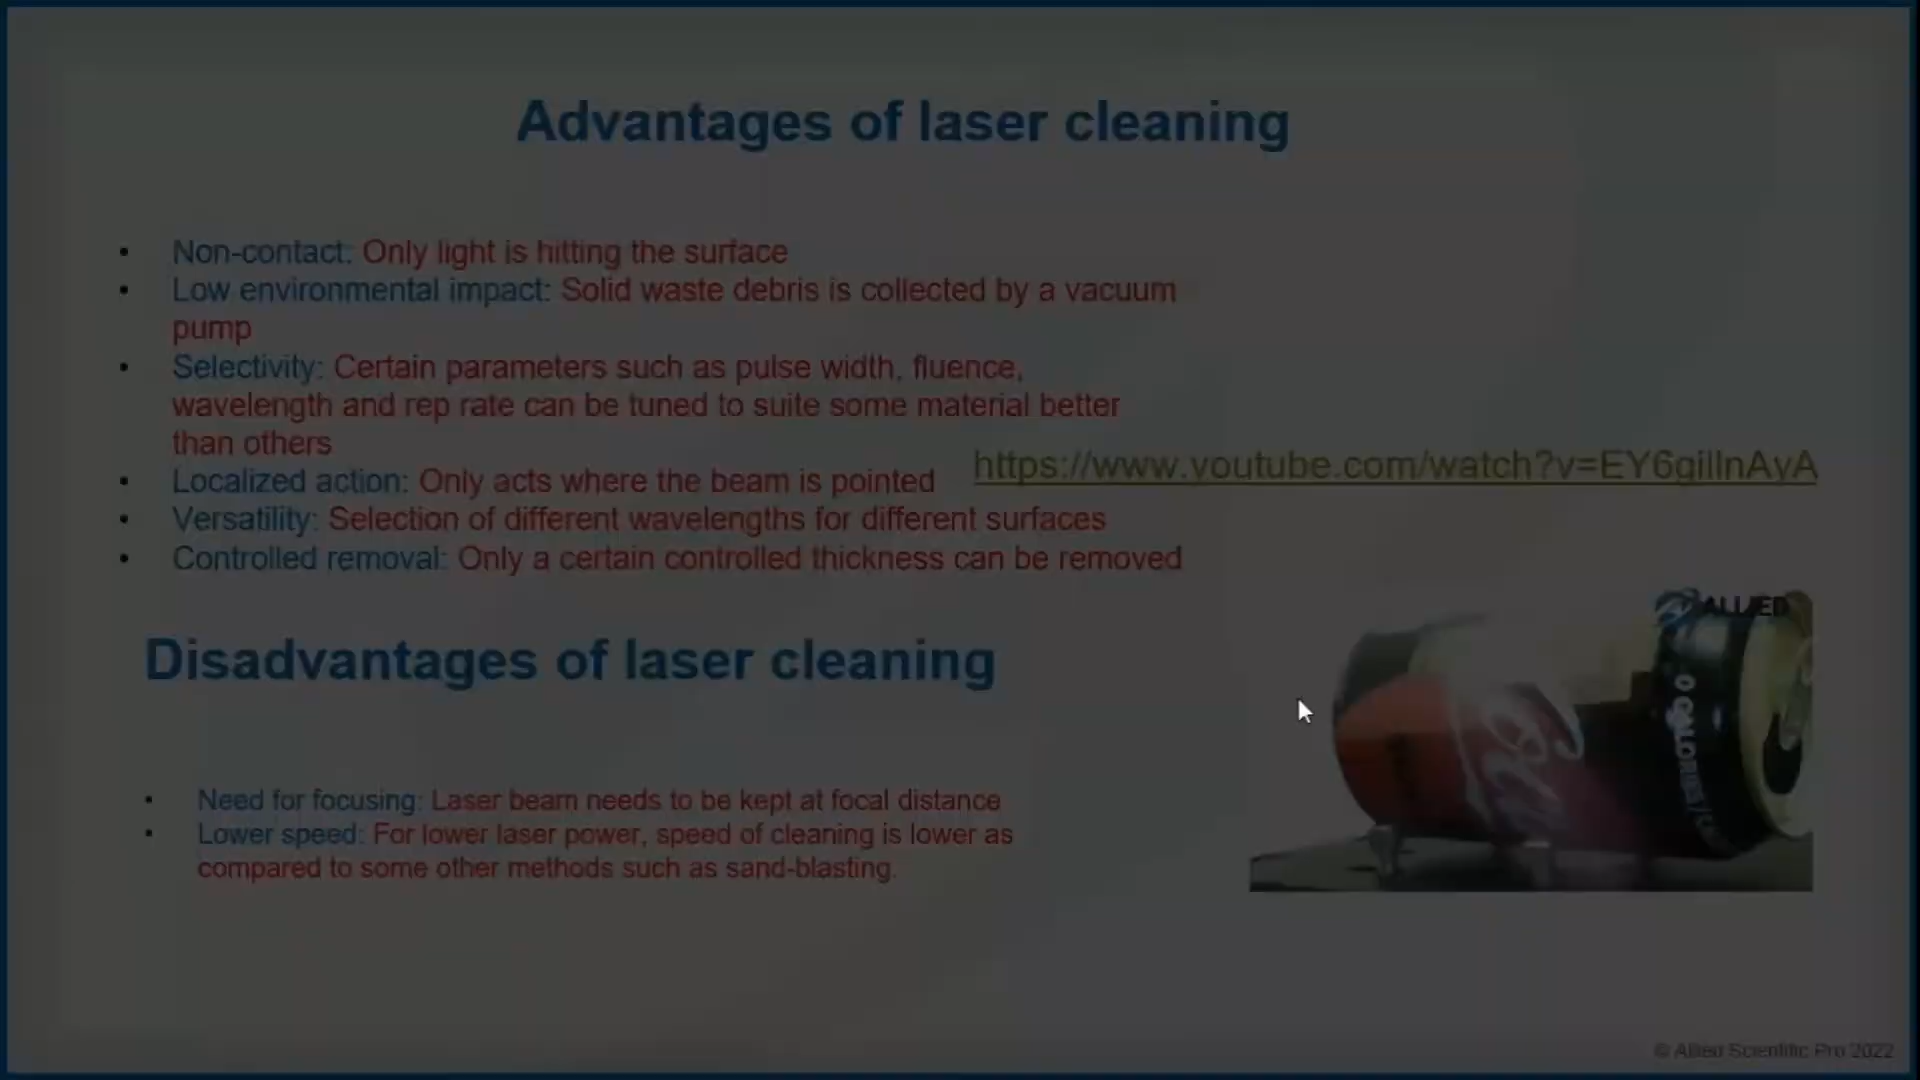 Advantages of laser cleaning
• Non-contact: Only light is hitting the surface
• Low environmental impact: Solid waste debris is collected by a vacuum
pump
• Selectivity: Certain parameters such as pulse width, fluence,
wavelength and rep rate can be tuned to suite some material better
than others
• Localized action: Only acts where the beam is pointed
https://www.youtube.com/watch?v=EY6giilnAyA
• Versatility: Selection of different wavelengths for different surfaces
• Controlled removal: Only a certain controlled thickness can be removed
ALLIED
0 CALORIES
Disadvantages of laser cleaning
• Need for focusing: Laser beam needs to be kept at focal distance
• Lower speed: For lower laser power, speed of cleaning is lower as
compared to some other methods such as sand-blasting.
© Allied Scientific Pro 2022